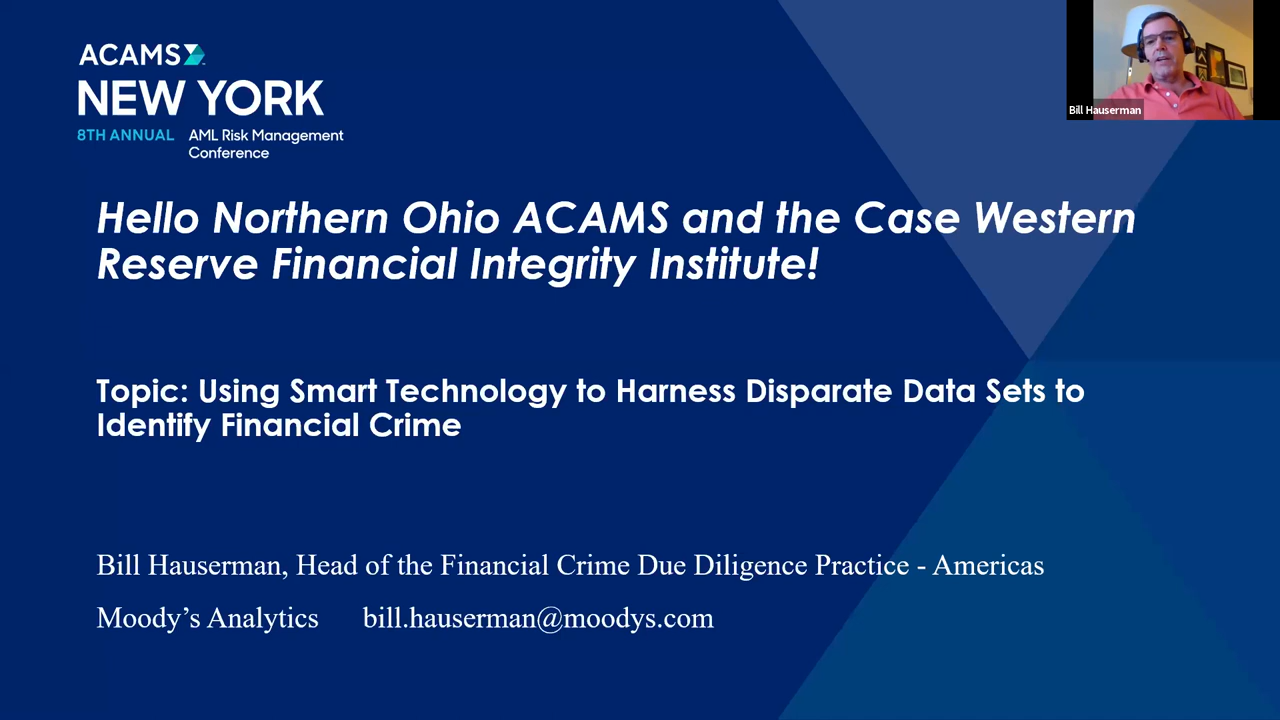 ACAMS
NEW YORK
8TH ANNUAL AML Risk Management
Conference
Bill Hauserman
Hello Northern Ohio ACAMS and the Case Western
Reserve Financial Integrity Institute!
Topic: Using Smart Technology to Harness Disparate Data Sets to
Identify Financial Crime
Bill Hauserman, Head of the Financial Crime Due Diligence Practice - Americas
Moody's Analytics bill.hauserman@moodys.com